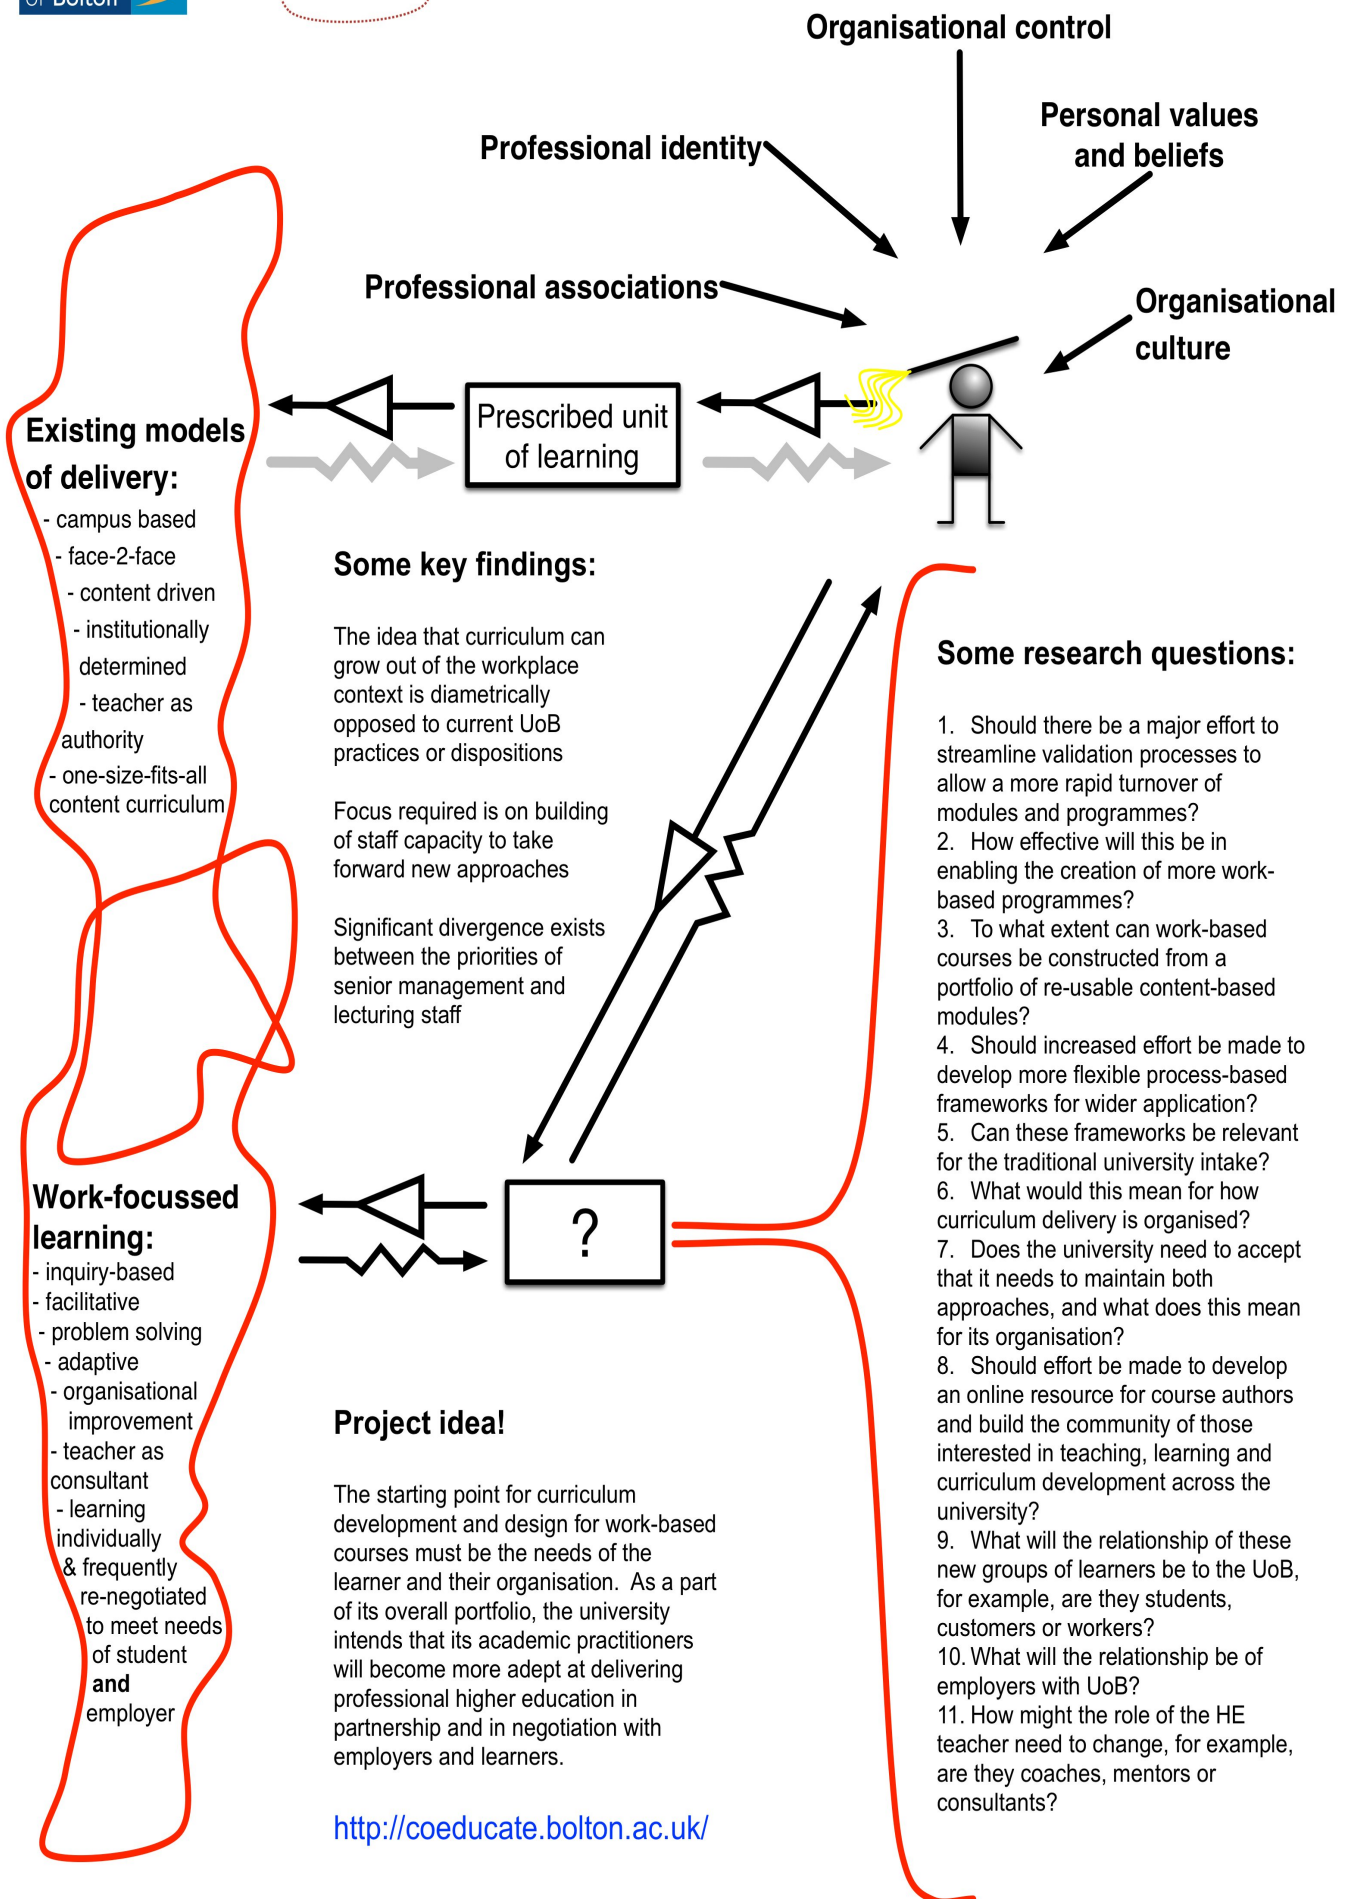 of Bolton
Organisational control
Personal values
and beliefs
Professional identity
Professional associations
Organisational
culture
Prescribed unit
of learning
Existing models
of delivery:
- campus based
- face-2-face
- content driven
- institutionally
determined
- teacher as
authority
- one-size-fits-all
content curriculum
Some key findings:
The idea that curriculum can
grow out of the workplace
context is diametrically
opposed to current UoB
practices or dispositions
Focus required is on building
of staff capacity to take
forward new approaches
Significant divergence exists
between the priorities of
senior management and
lecturing staff
Work-focussed
learning:
- inquiry-based
- facilitative
- problem solving
- adaptive
- organisational
improvement
- teacher as
consultant
- learning
individually
& frequently
re-negotiated
to meet needs
of student
and
employer
?
Project idea!
The starting point for curriculum
development and design for work-based
courses must be the needs of the
learner and their organisation. As a part
of its overall portfolio, the university
intends that its academic practitioners
will become more adept at delivering
professional higher education in
partnership and in negotiation with
employers and learners.
http://coeducate.bolton.ac.uk/
Some research questions:
1. Should there be a major effort to
streamline validation processes to
allow a more rapid turnover of
modules and programmes?
2. How effective will this be in
enabling the creation of more work-
based programmes?
3. To what extent can work-based
courses be constructed from a
portfolio of re-usable content-based
modules?
4. Should increased effort be made to
develop more flexible process-based
frameworks for wider application?
5. Can these frameworks be relevant
for the traditional university intake?
6. What would this mean for how
curriculum delivery is organised?
7. Does the university need to accept
that it needs to maintain both
approaches, and what does this mean
for its organisation?
8. Should effort be made to develop
an online resource for course authors
and build the community of those
interested in teaching, learning and
curriculum development across the
university?
9. What will the relationship of these
new groups of learners be to the UoB,
for example, are they students,
customers or workers?
10. What will the relationship be of
employers with UoB?
11. How might the role of the HE
teacher need to change, for example,
are they coaches, mentors or
consultants?